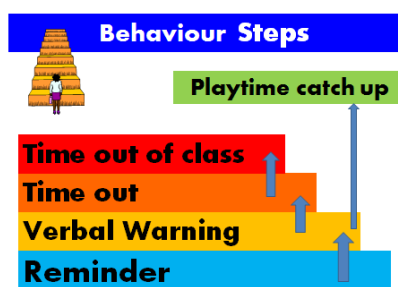 Behaviour Steps
Playtime catch up
Time out of class
Time out
Verbal Warning
Reminder